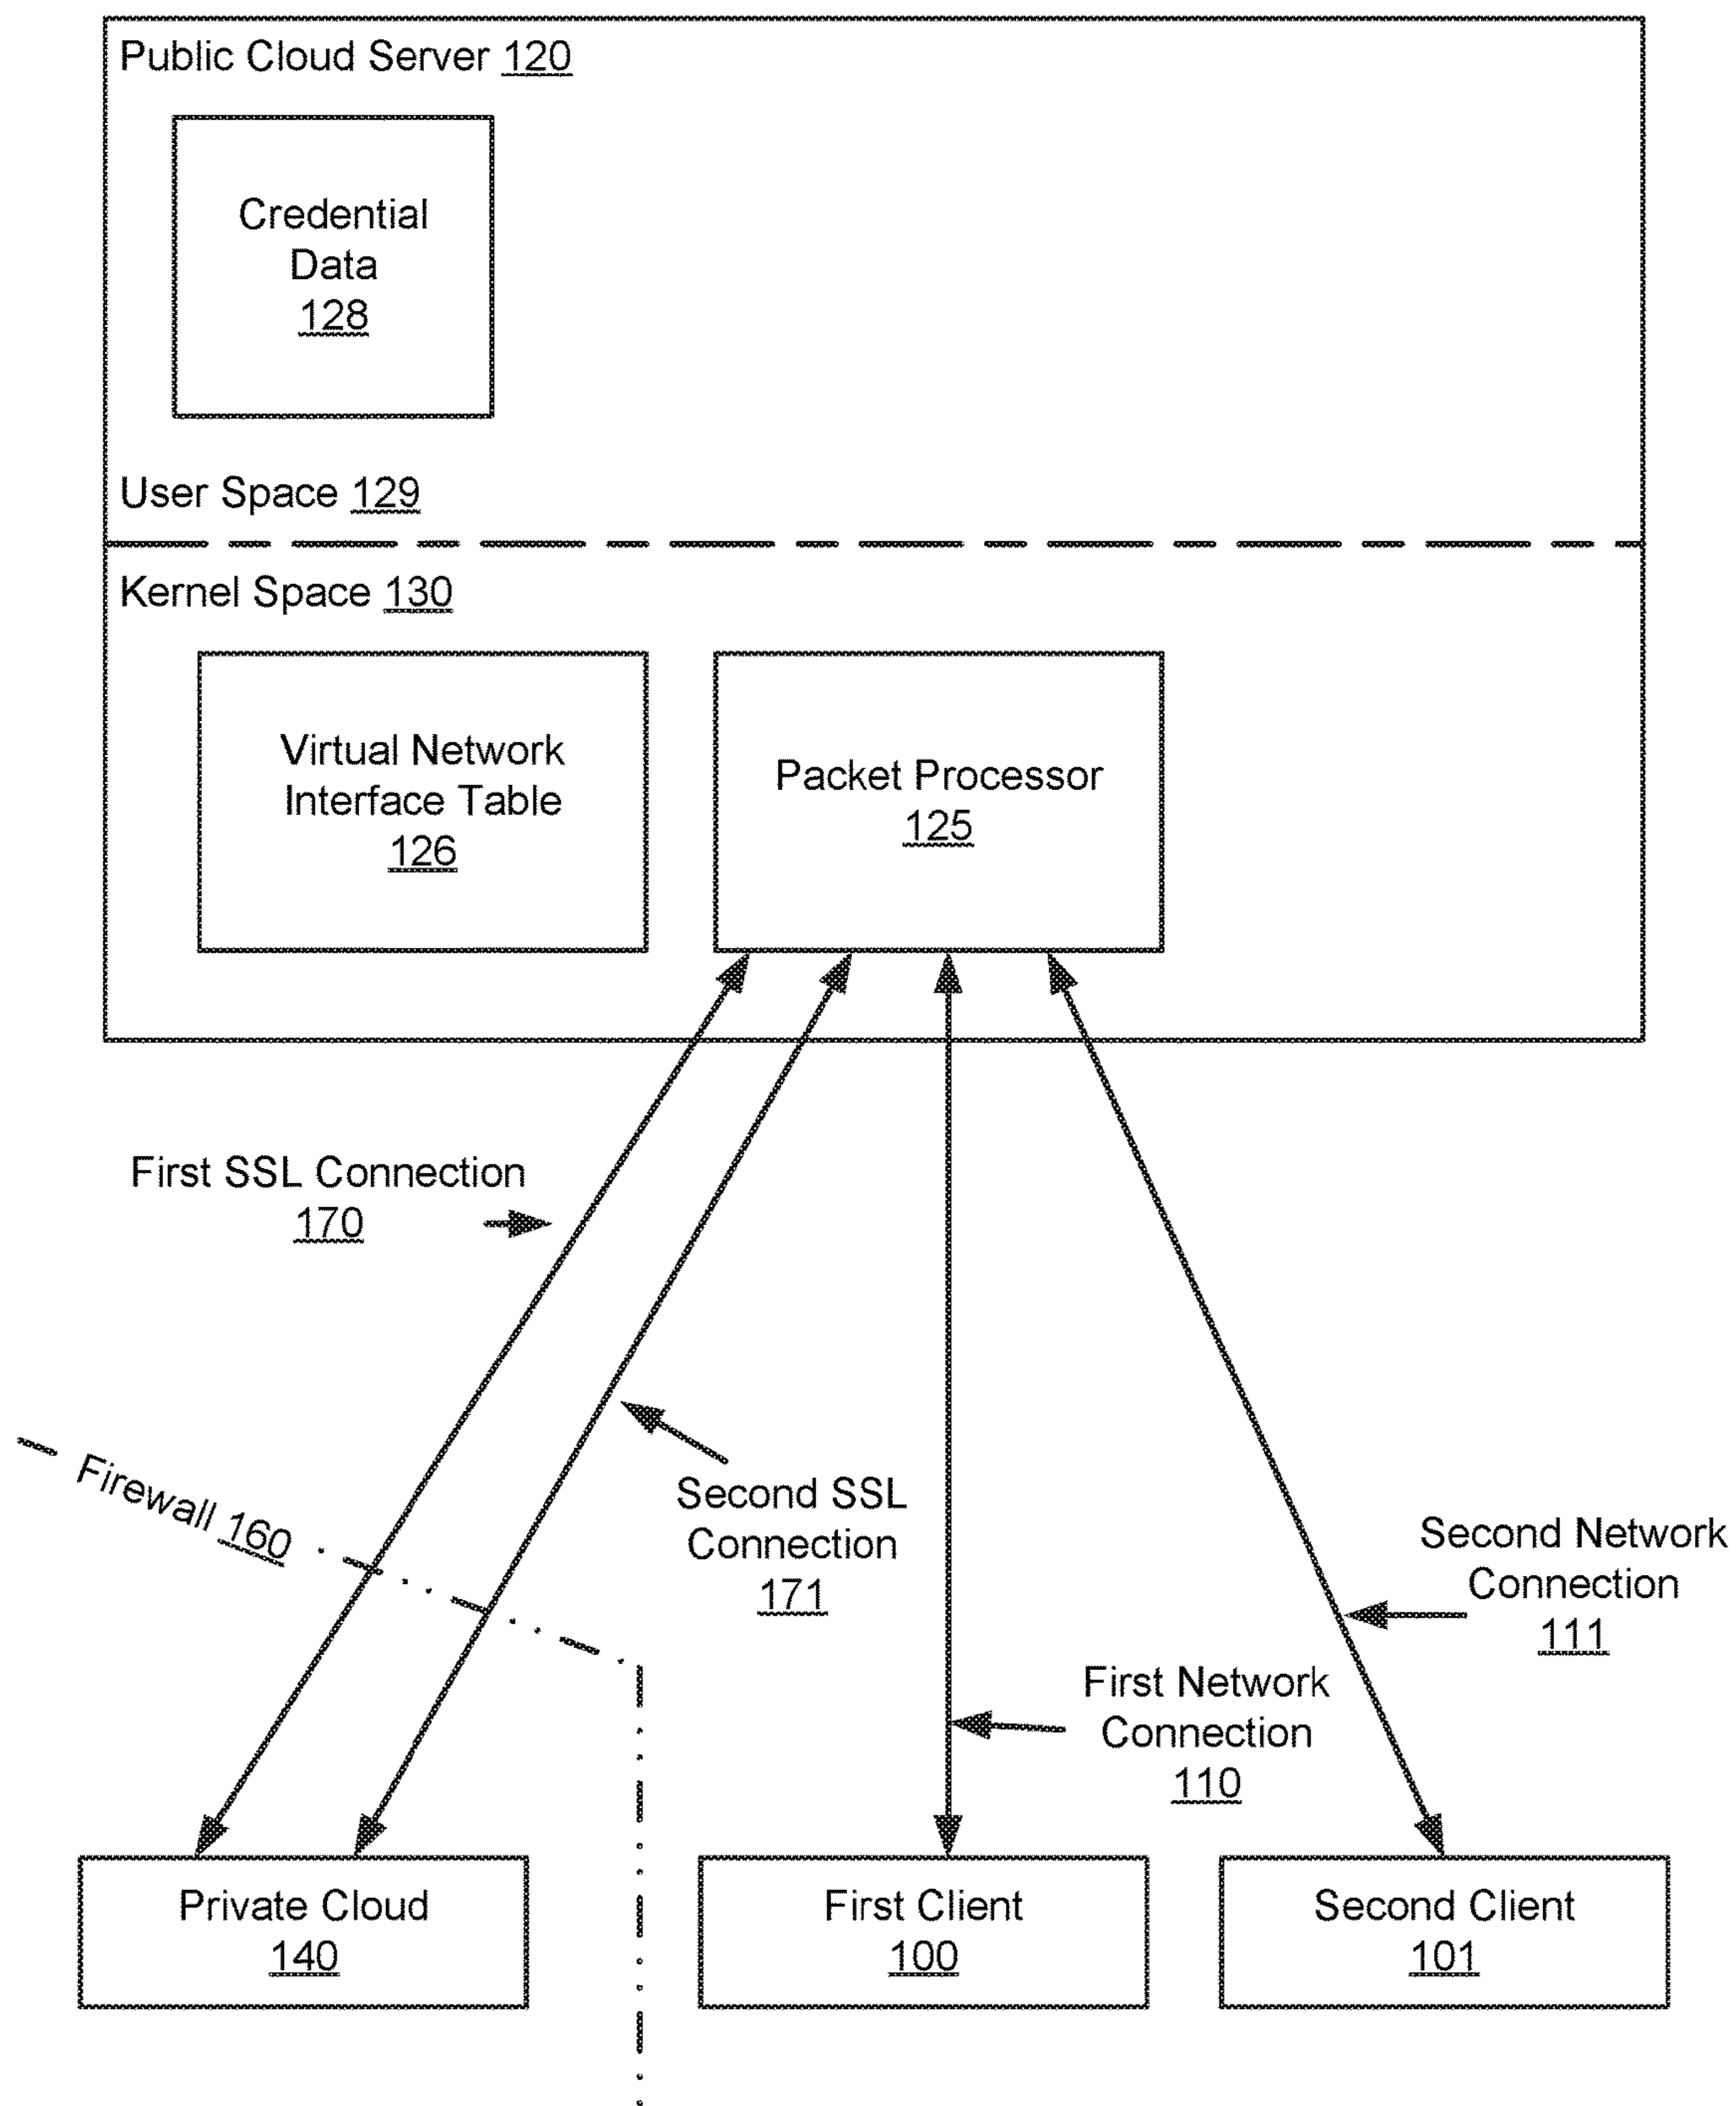 Public Cloud Server 120
Credential
Data
128
User Space 129
Kernel Space 130
Virtual Network
Interface Table
126
Packet Processor
125
First SSL Connection
170
Firewall 160
Second SSL
Connection
171
Second Network
Connection
111
First Network
Connection
110
Private Cloud
140
First Client
100
Second Client
101